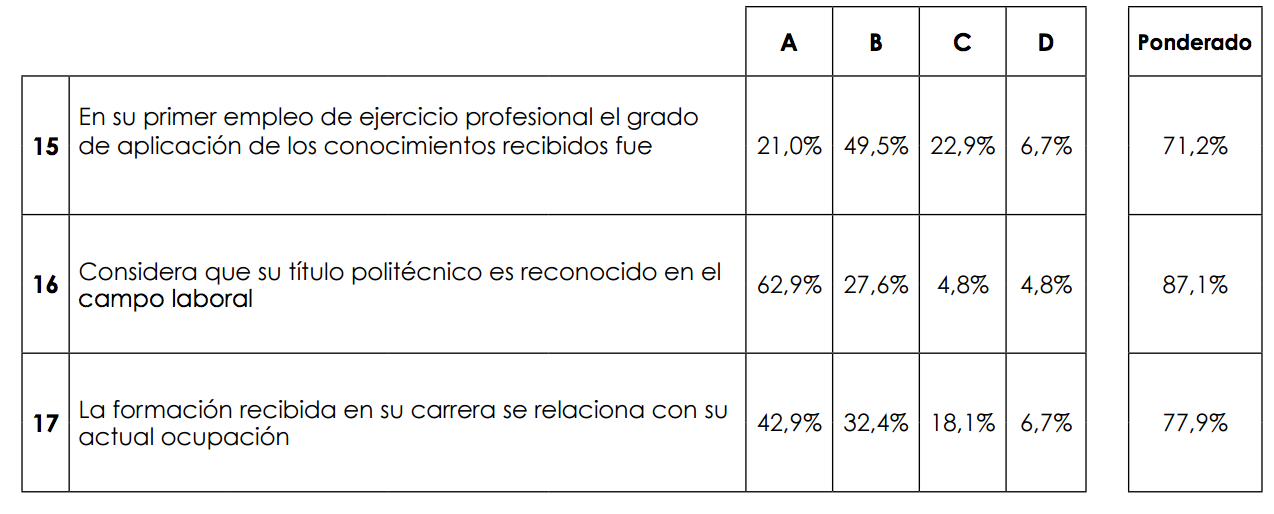 A B C D Ponderado
En su primer empleo de ejercicio profesional el grado
15 de aplicación de los conocimientos recibidos fue 21,0% 49,5% 22,9% 6,7% 71,2%
Considera que su título politécnico es reconocido en el
16 campo laboral 62,9% 27,6% 4,8% 4,8% 87,1%
La formación recibida en su carrera se relaciona con su
17 actual ocupación 42,9% 32,4% 18,1% 6,7% 77,9%